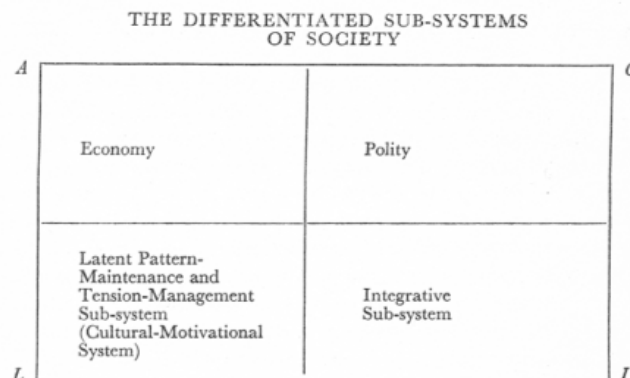 THE DIFFERENTIATED SUB-SYSTEMS
OF SOCIETY
A
Economy
Polity
Latent Pattern-
Maintenance and
Tension-Management
Sub-system
(Cultural-Motivational
System)
Integrative
Sub-system
L
I